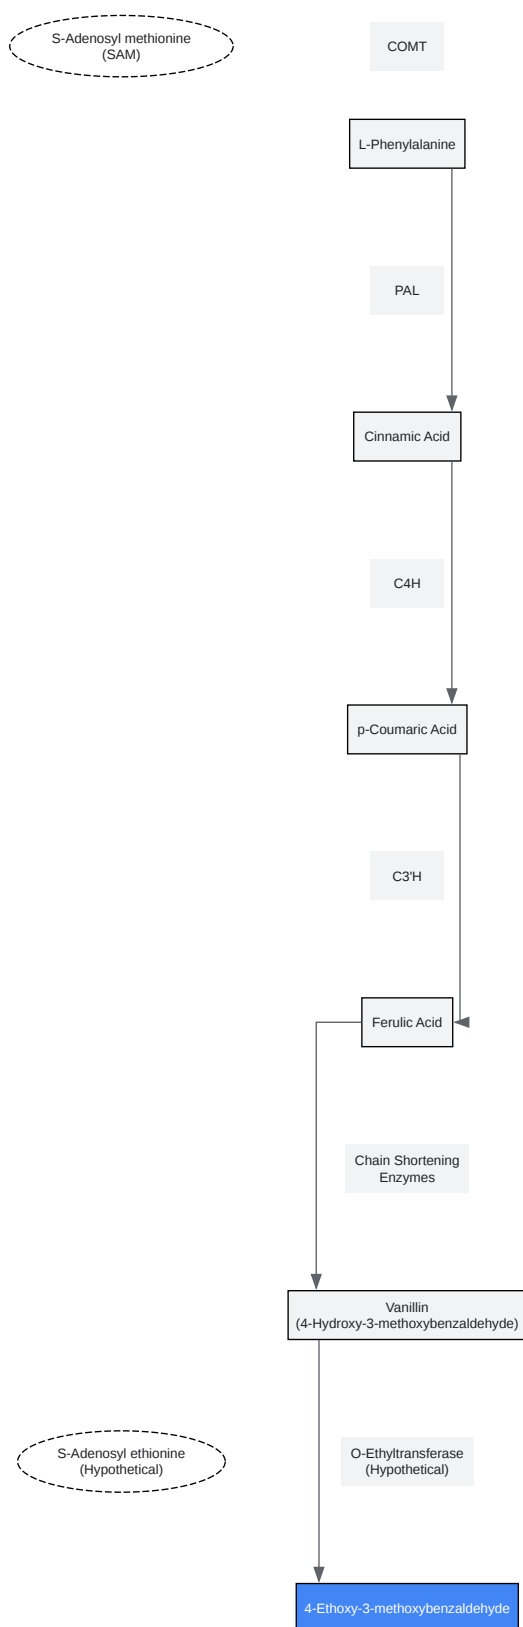 S-Adenosyl methionine
(SAM)
COMT
L-Phenylalanine
PAL
Cinnamic Acid
C4H
p-Coumaric Acid
C3'H
Ferulic Acid
Chain Shortening
Enzymes
Vanillin
(4-Hydroxy-3-methoxybenzaldehyde)
S-Adenosyl ethionine
(Hypothetical)
O-Ethyltransferase
(Hypothetical)
4-Ethoxy-3-methoxybenzaldehyde